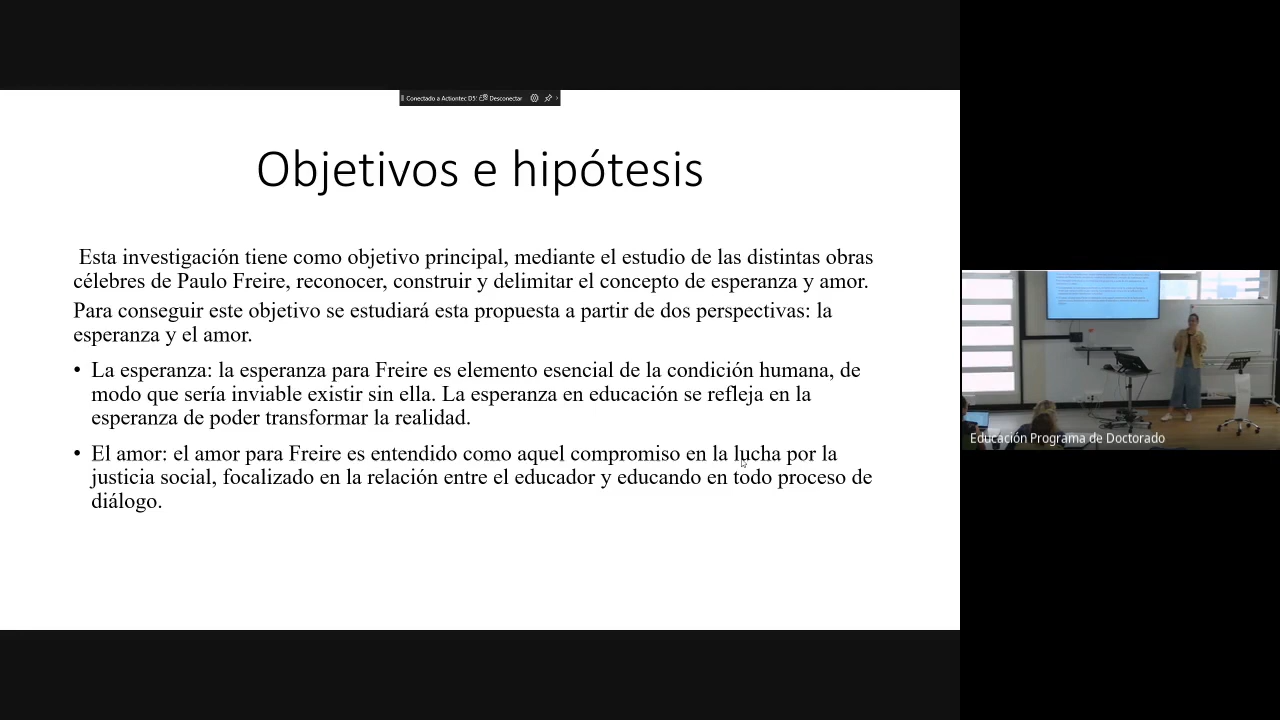 Conectado a Actiontec D5: Desconectar
Objetivos e hipótesis
Esta investigación tiene como objetivo principal, mediante el estudio de las distintas obras
célebres de Paulo Freire, reconocer, construir y delimitar el concepto de esperanza y amor.
Para conseguir este objetivo se estudiará esta propuesta a partir de dos perspectivas: la
esperanza y el amor.
• La esperanza: la esperanza para Freire es elemento esencial de la condición humana, de
modo que sería inviable existir sin ella. La esperanza en educación se refleja en la
esperanza de poder transformar la realidad.
• El amor: el amor para Freire es entendido como aquel compromiso en la lucha por la
justicia social, focalizado en la relación entre el educador y educando en todo proceso de
diálogo.
Educación Programa de Doctorado